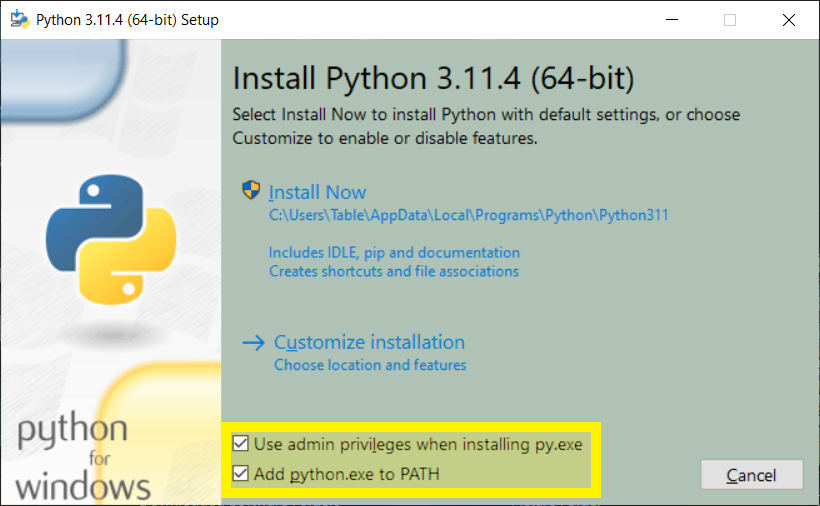 Python 3.11.4 (64-bit) Setup
Install Python 3.11.4 (64-bit)
Select Install Now to install Python with default settings, or choose
Customize to enable or disable features.
Install Now
C:\Users\Table\AppData\Local\Programs\Python\Python311
Includes IDLE, pip and documentation
Creates shortcuts and file associations
Customize installation
Choose location and features
python
for
windows
Use admin privileges when installing py.exe
Add python.exe to PATH
Cancel